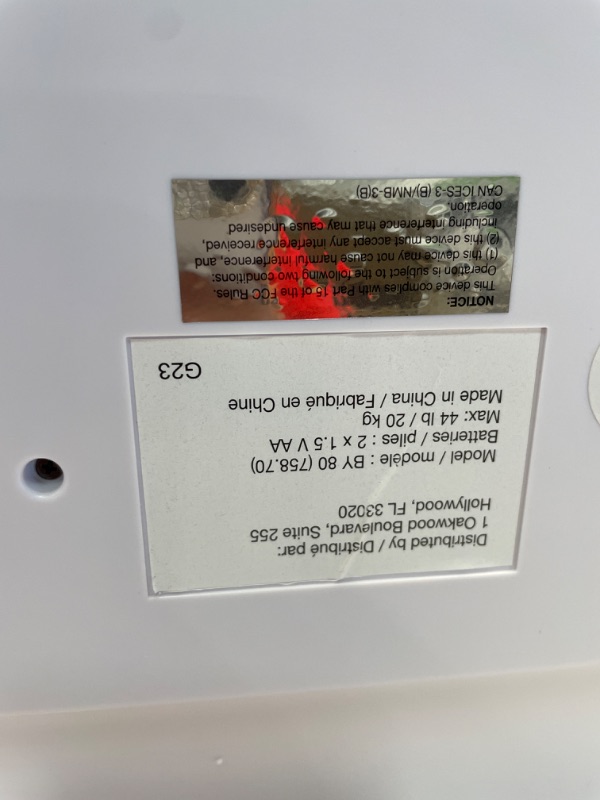 Distributed by / Distribué par:
1 Oakwood Boulevard, Suite 255
Hollywood, FL 33020
Model / modèle : BY 80 (758.70)
Batteries / piles : 2 x 1.5 V AA
Max: 44 lb / 20 kg
Made in China / Fabriqué en Chine
G23
NOTICE:
This device complies with Part 15 of the FCC Rules.
Operation is subject to the following two conditions:
(1) this device may not cause harmful interference, and
(2) this device must accept any interference received,
including interference that may cause undesired
operation.
CAN ICES-3 (B)/NMB-3(B)